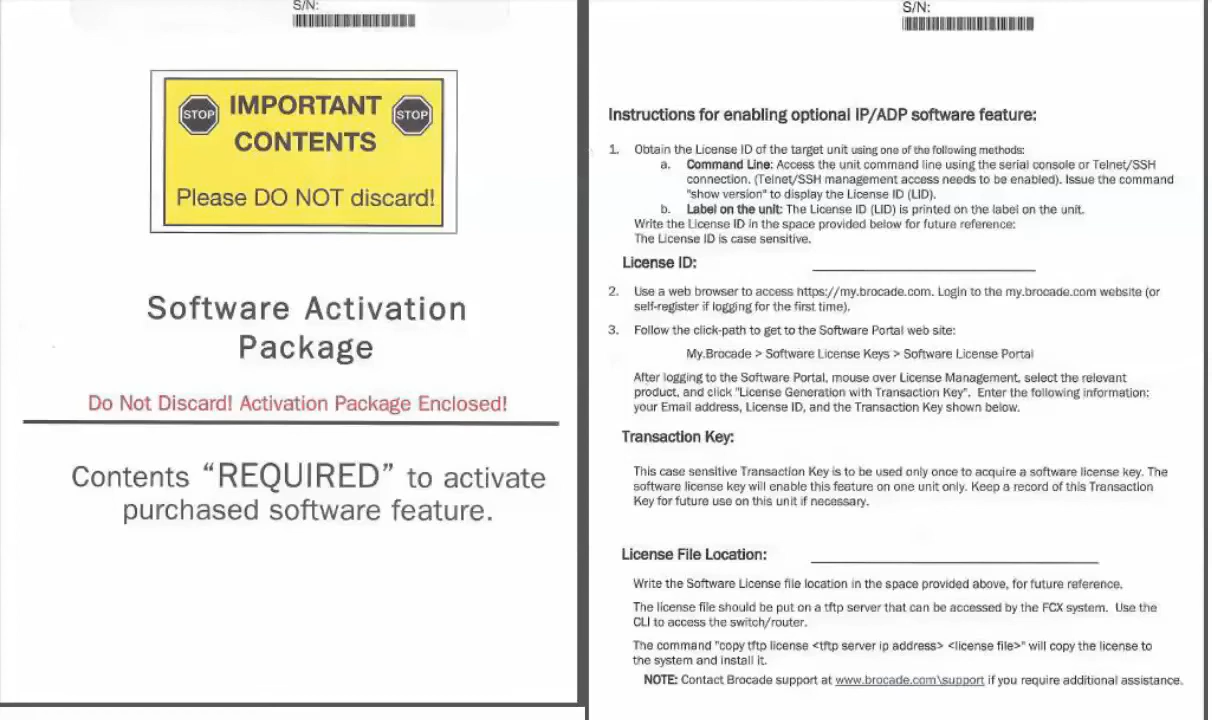 S/N:
STOP
IMPORTANT
CONTENTS
STOP
Please DO NOT discard!
Software Activation
Package
Do Not Discard! Activation Package Enclosed!
Contents “REQUIRED” to activate
purchased software feature.
S/N:
Instructions for enabling optional IP/ADP software feature:
1. Obtain the License ID of the target unit using one of the following methods:
a. Command Line: Access the unit command line using the serial console or Telnet/SSH
connection. (Telnet/SSH management access needs to be enabled). Issue the command
"show version" to display the License ID (LID).
b. Label on the unit: The License ID (LID) is printed on the label on the unit.
Write the License ID in the space provided below for future reference:
The License ID is case sensitive.
License ID:
2. Use a web browser to access https://my.brocade.com. Login to the my.brocade.com website (or
self-register if logging for the first time).
3. Follow the click-path to get to the Software Portal web site:
My.Brocade > Software License Keys > Software License Portal
After logging to the Software Portal, mouse over License Management, select the relevant
product, and click "License Generation with Transaction Key". Enter the following information:
your Email address, License ID, and the Transaction Key shown below.
Transaction Key:
This case sensitive Transaction Key is to be used only once to acquire a software license key. The
software license key will enable this feature on one unit only. Keep a record of this Transaction
Key for future use on this unit if necessary.
License File Location:
Write the Software License file location in the space provided above, for future reference.
The license file should be put on a tftp server that can be accessed by the FCX system. Use the
CLI to access the switch/router.
The command "copy tftp license <tftp server ip address> <license file>" will copy the license to
the system and install it.
NOTE: Contact Brocade support at www.brocade.com\support if you require additional assistance.